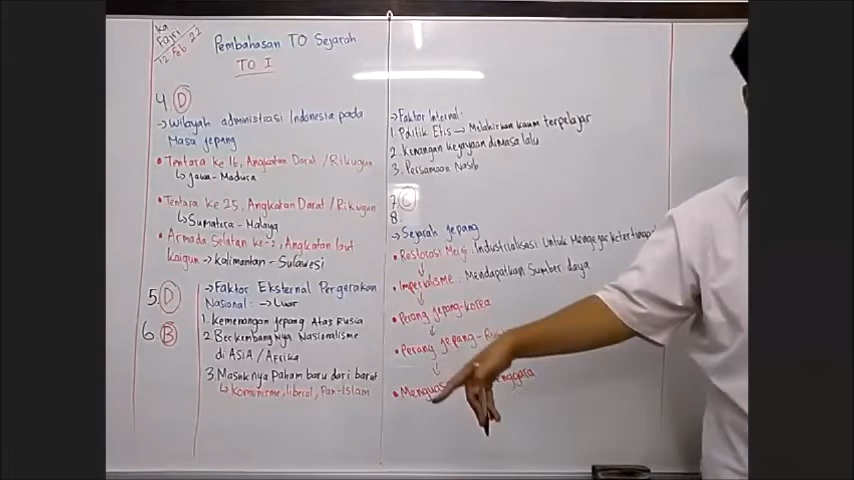 Ka
Fajri
12 Feb 22
Pembahasan TO Sejarah
TO I
4. D
→ Wilayah administrasi Indonesia pada
Masa Jepang
• Tentara ke 16, Angkatan Darat / Rikugun
↳ Jawa - Madura
• Tentara ke 25, Angkatan Darat / Rikugun
↳ Sumatera - Malaya
• Armada Selatan ke-2, Angkatan laut
Kaigun → Kalimantan - Sulawesi
5. D
→ Faktor Eksternal Pergerakan
Nasional: → Luar
1. Kemenangan Jepang Atas Rusia
6. B
2. Berkembangnya Nasionalisme
di ASIA / Afrika
3. Masuknya Paham baru dari barat
↳ Komunisme, liberal, Pan-Islam
→ Faktor Internal:
1. Politik Etis → Melahirkan kaum terpelajar
2. Kenangan kejayaan dimasa lalu
3. Persamaan Nasib
7. C
8.
→ Sejarah Jepang
• Restorasi Meiji: Industrialisasi Untuk Mengejar
• Imperialisme: Mendapatkan Sumber daya
• Perang Jepang-Korea
• Perang Jepang-